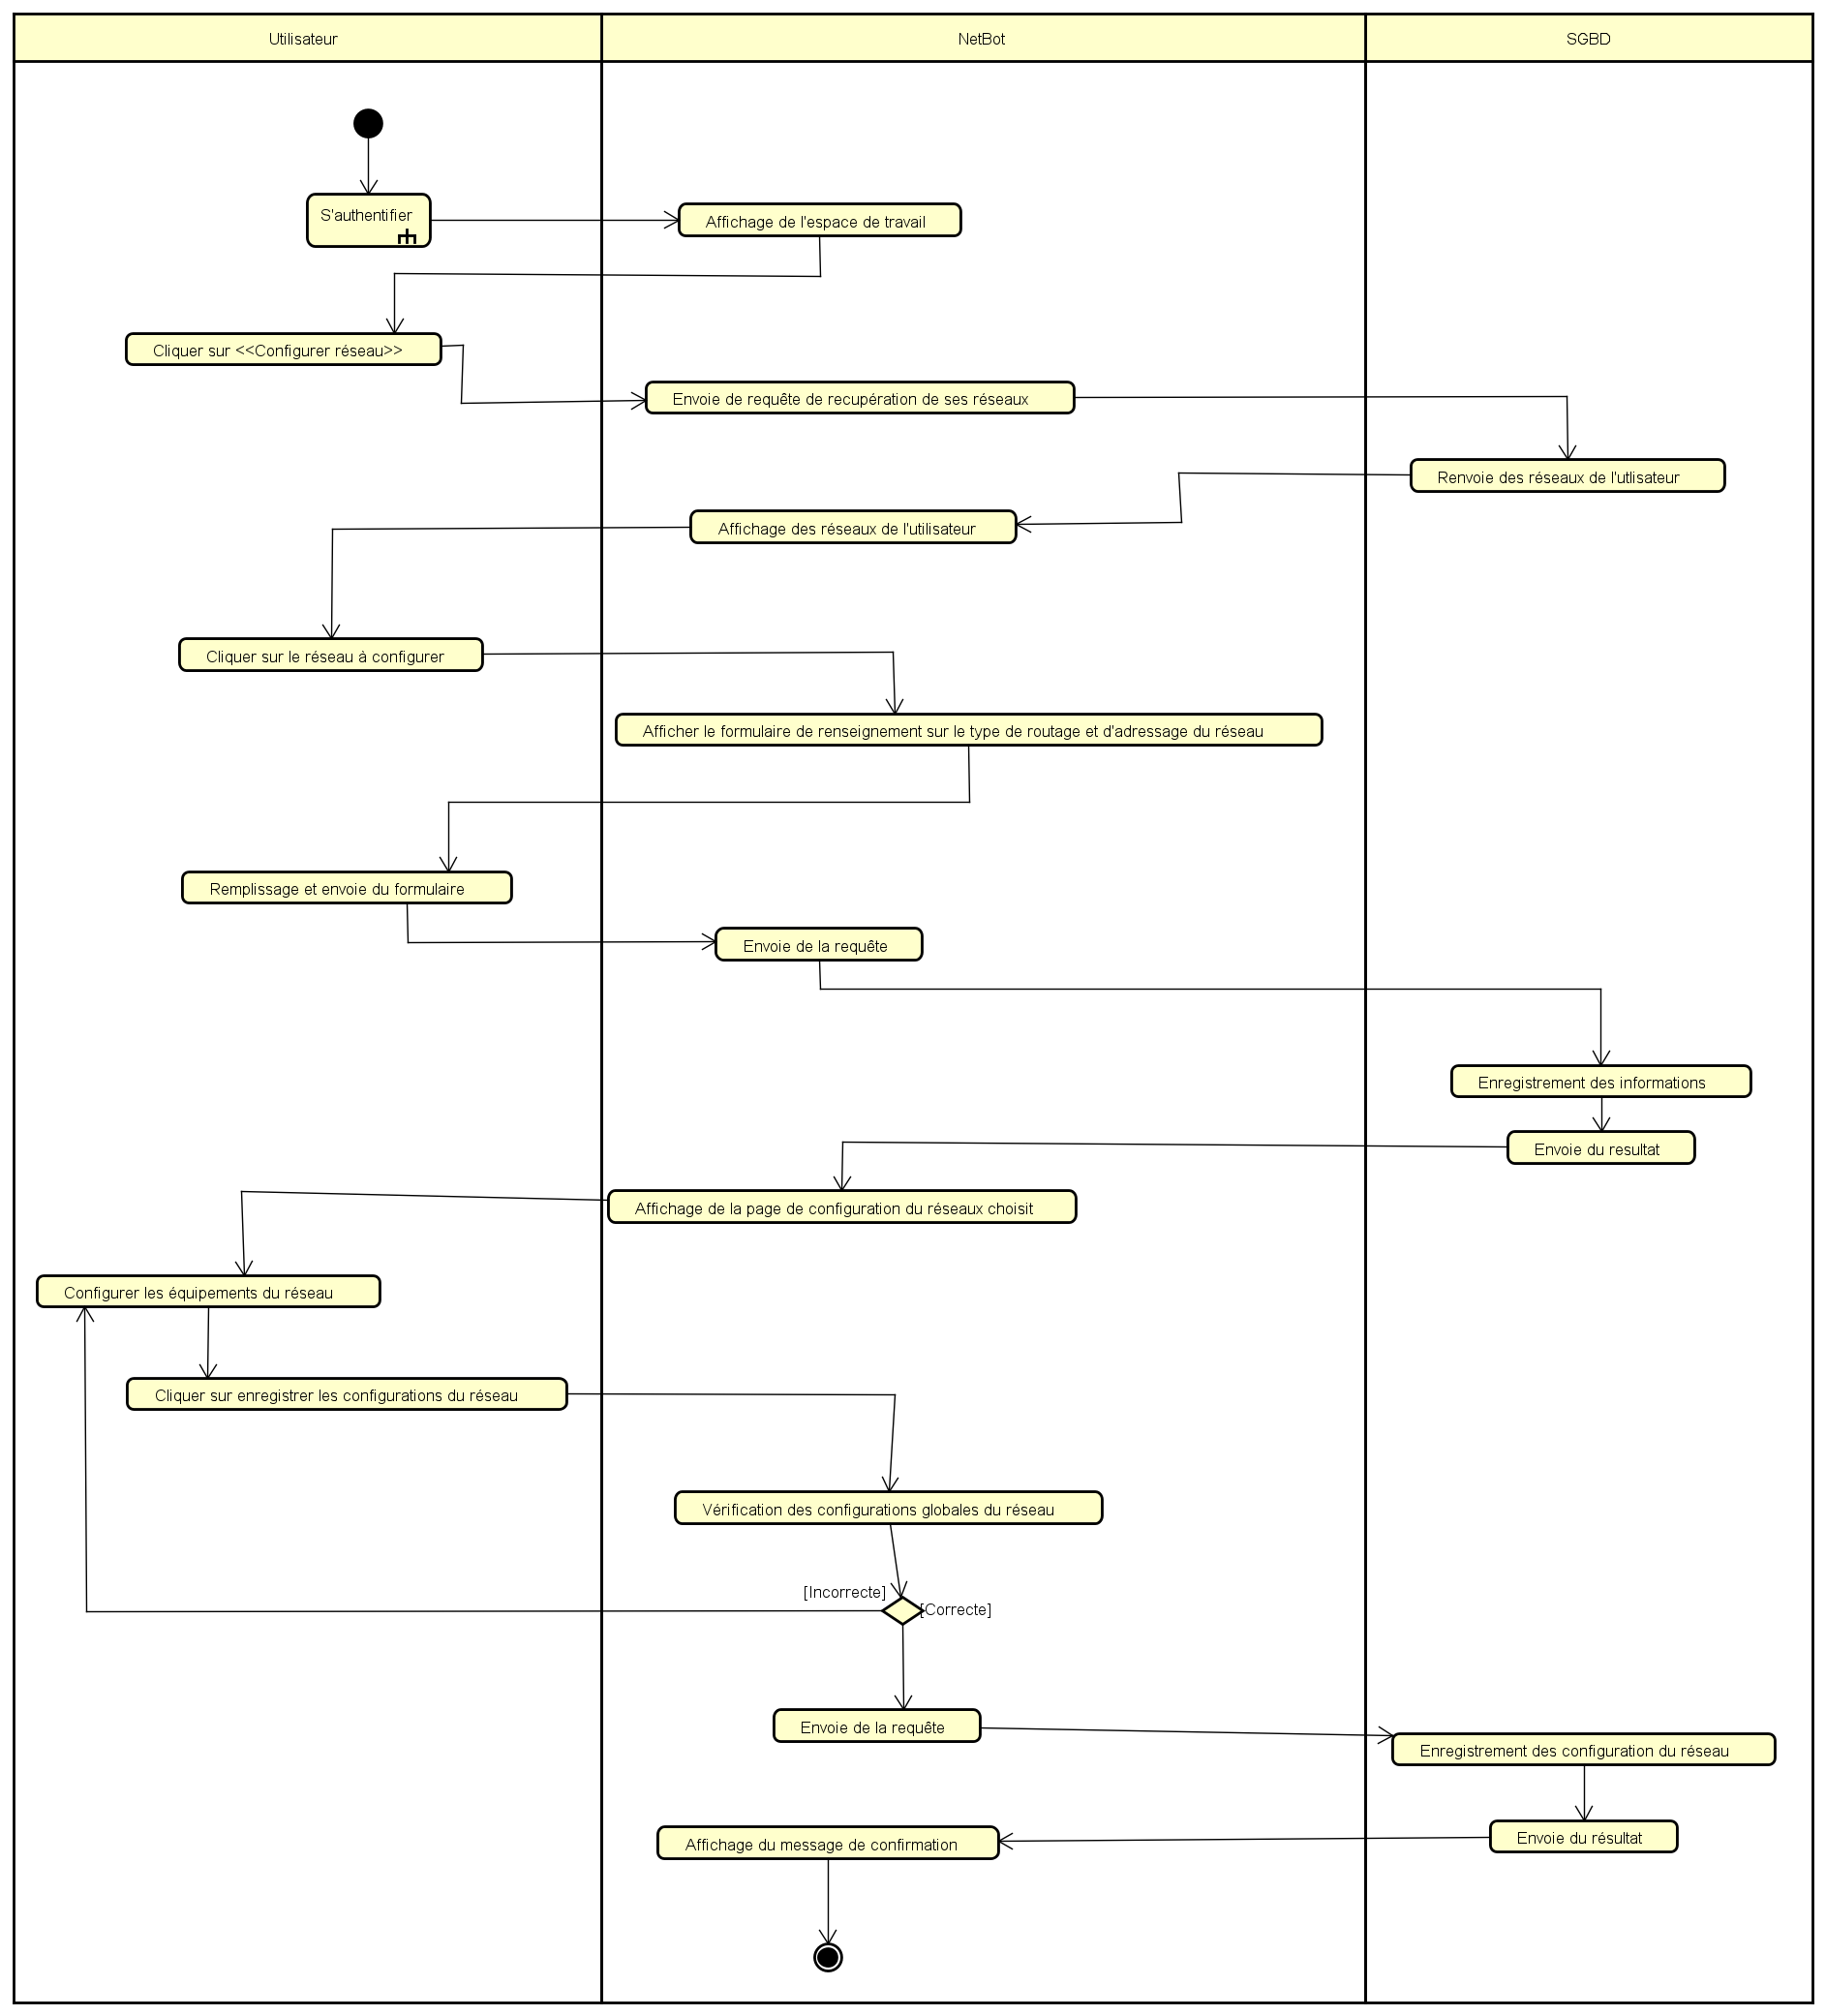 Utilisateur
NetBot
SGBD
S'authentifier
Affichage de l'espace de travail
Cliquer sur <<Configurer réseau>>
Envoie de requête de recupération de ses réseaux
Renvoie des réseaux de l'utlisateur
Affichage des réseaux de l'utilisateur
Cliquer sur le réseau à configurer
Afficher le formulaire de renseignement sur le type de routage et d'adressage du réseau
Remplissage et envoie du formulaire
Envoie de la requête
Enregistrement des informations
Envoie du resultat
Affichage de la page de configuration du réseaux choisit
Configurer les équipements du réseau
Cliquer sur enregistrer les configurations du réseau
Vérification des configurations globales du réseau
[Incorrecte]
[Correcte]
Envoie de la requête
Enregistrement des configuration du réseau
Envoie du résultat
Affichage du message de confirmation